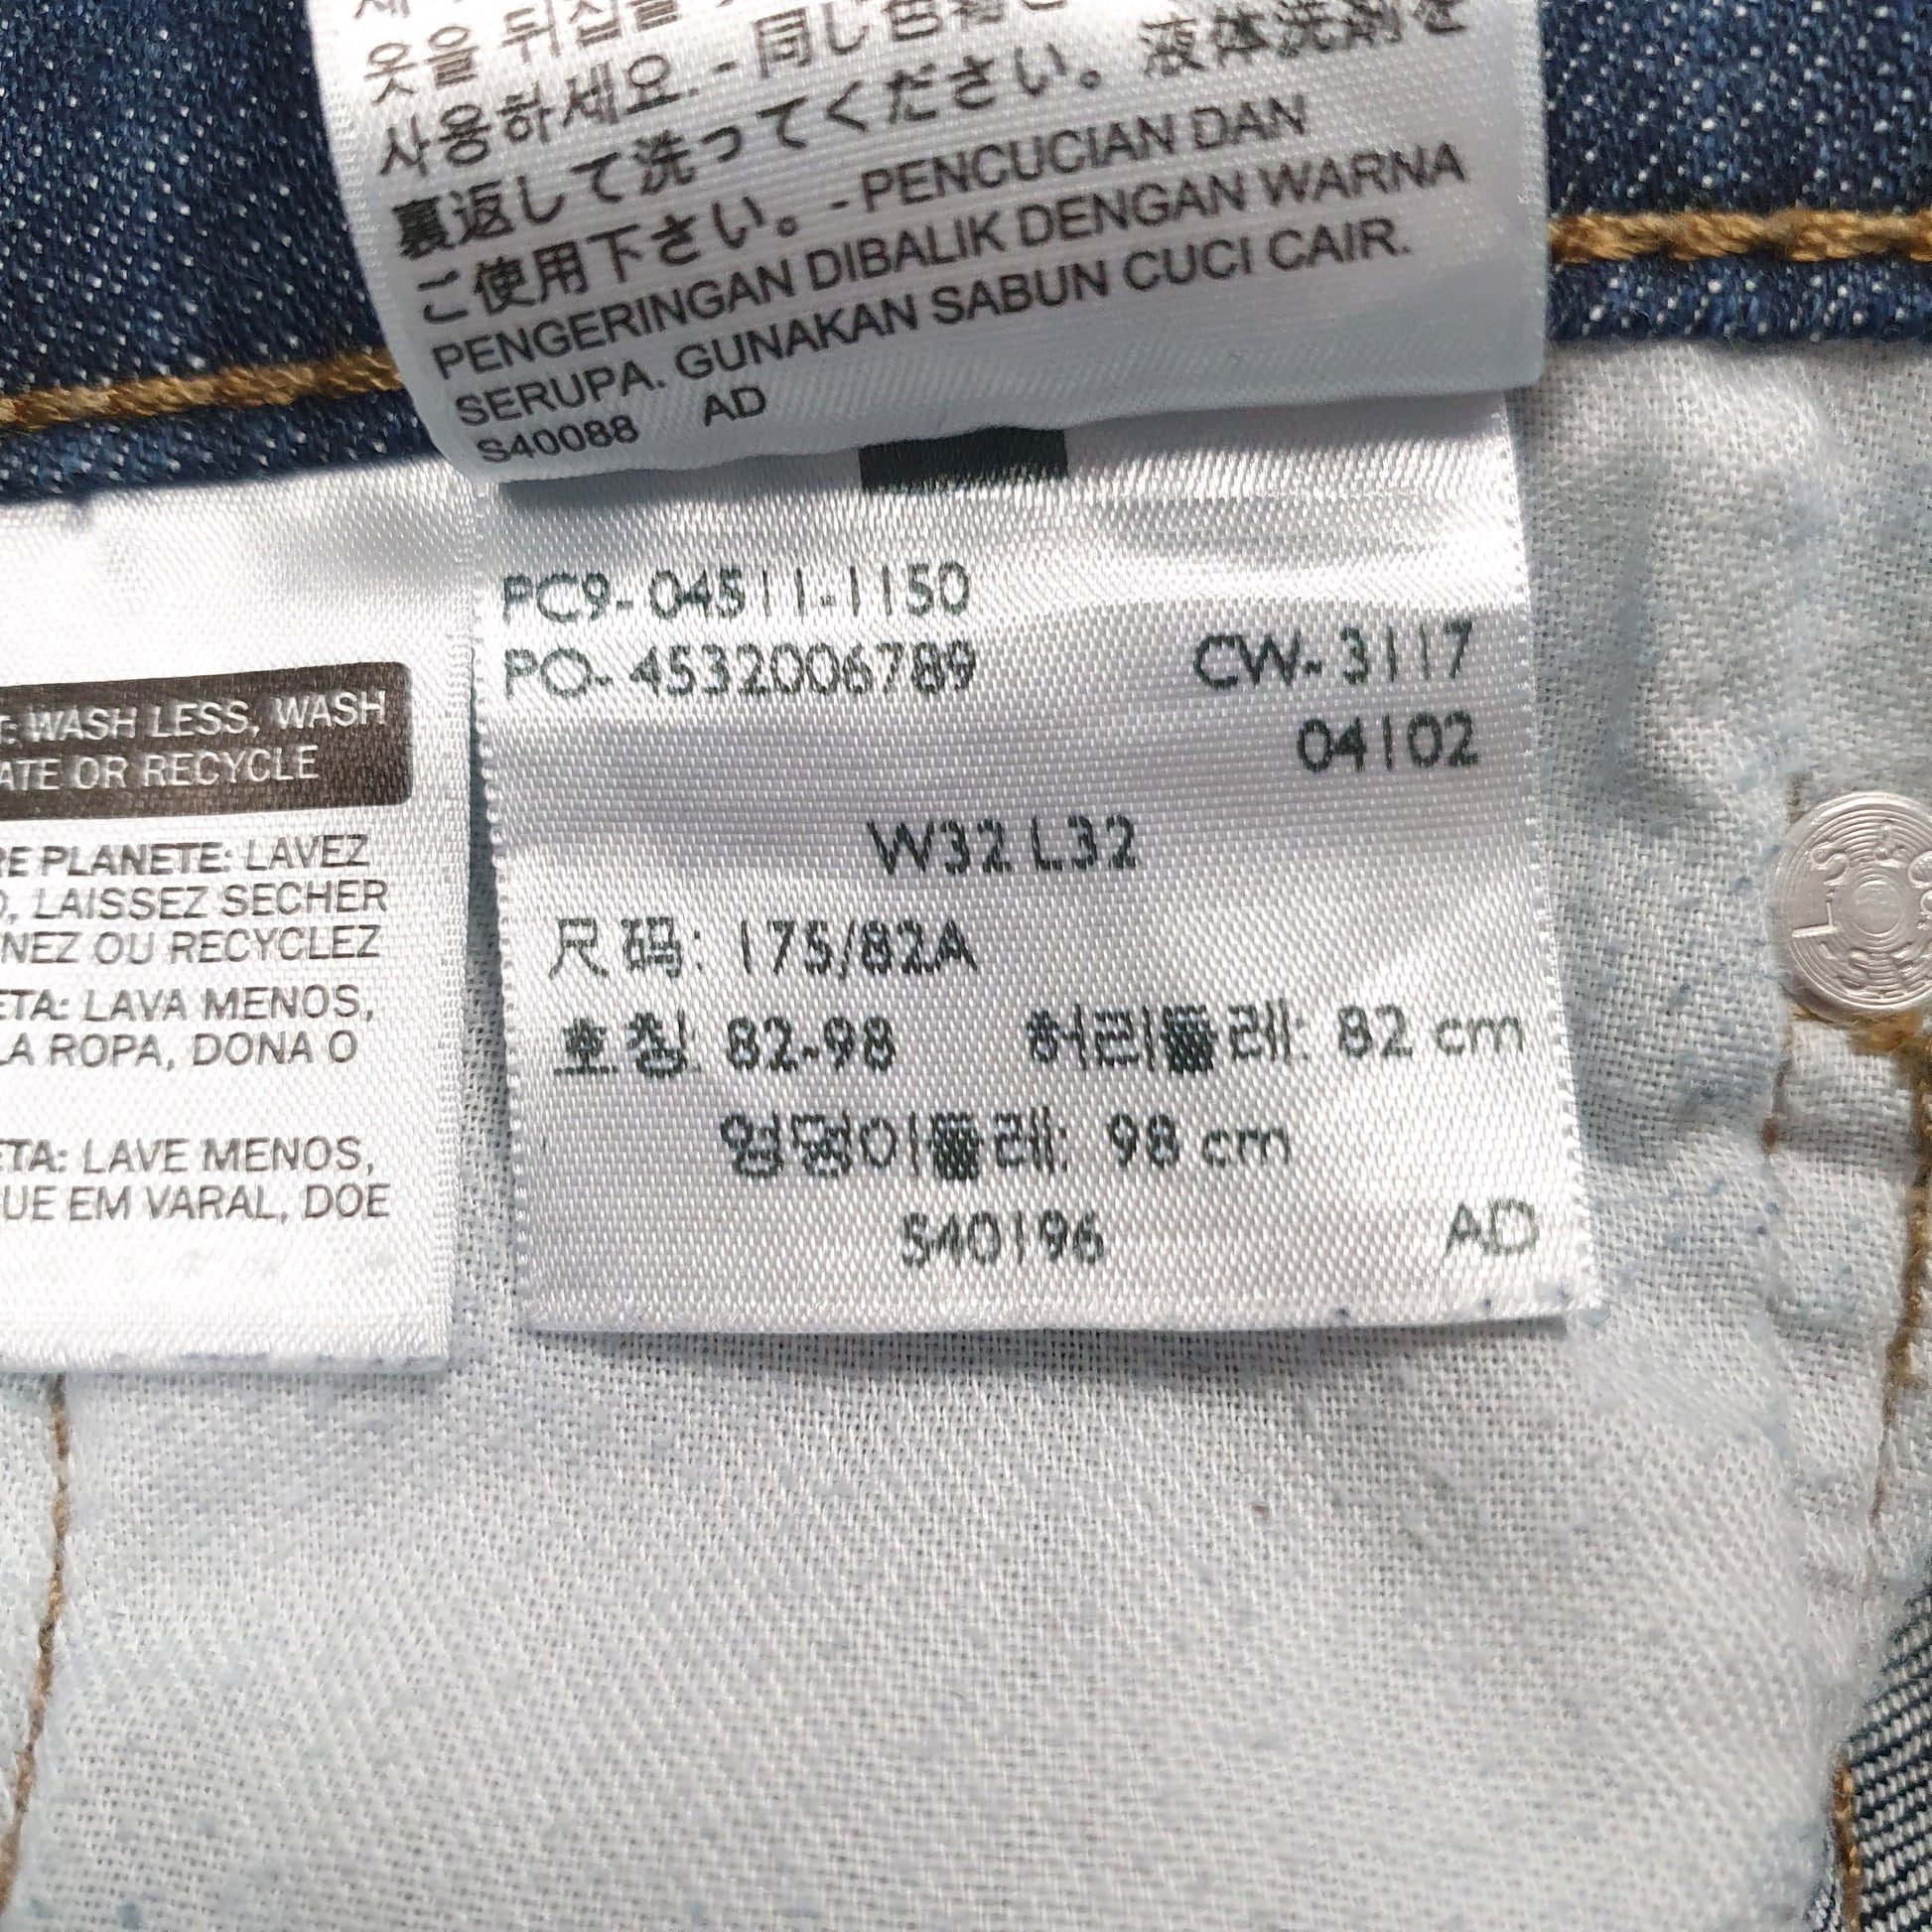 옷을 뒤집을
사용하세요. - 同じ色
裏返して洗ってください。液体洗剤を
ご使用下さい。- PENCUCIAN DAN
PENGERINGAN DIBALIK DENGAN WARNA
SERUPA. GUNAKAN SABUN CUCI CAIR.
S40088 AD
: WASH LESS, WASH
ATE OR RECYCLE
RE PLANETE: LAVEZ
, LAISSEZ SECHER
NEZ OU RECYCLEZ
ETA: LAVA MENOS,
LA ROPA, DONA O
ETA: LAVE MENOS,
UE EM VARAL, DOE
PC9-04511-1150
PO-4532006789
CW-3117
04102
W32 L32
尺码: 175/82A
호칭 82-98 허리둘레: 82 cm
엉덩이둘레: 98 cm
S40196 AD